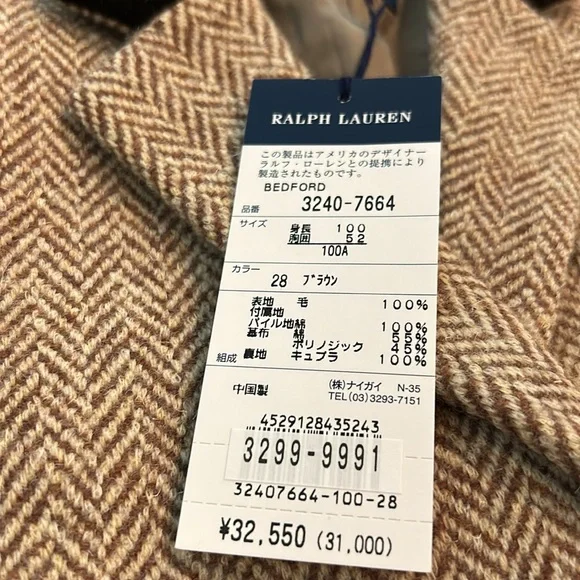 RALPH LAUREN
この製品はアメリカのデザイナー
ラルフ・ローレンとの提携により
製造されたものです。
BEDFORD
品番 3240-7664
サイズ 身長 100
胸囲 52
100A
カラー
28 ブラウン
表地 毛 100%
付属地
パイル地綿 100%
基布 綿 55%
ポリノジック 45%
組成 裏地 キュプラ 100%
中国製 (株)ナイガイ N-35
TEL(03)3293-7151
4529128435243
3299-9991
32407664-100-28
¥32,550 (31,000)